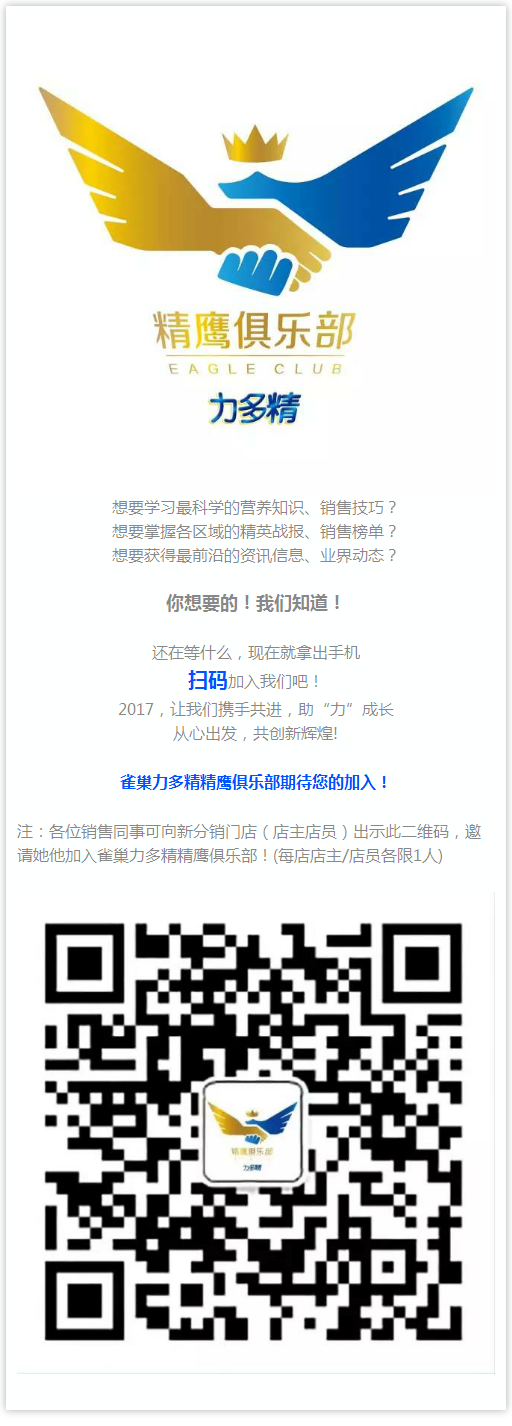 精鹰俱乐部
EAGLE CLUB
力多精
想要学习最科学的营养知识、销售技巧？
想要掌握各区域的精英战报、销售榜单？
想要获得最前沿的资讯信息、业界动态？
你想要的！我们知道！
还在等什么，现在就拿出手机
扫码加入我们吧！
2017，让我们携手共进，助“力”成长
从心出发，共创新辉煌!
雀巢力多精精鹰俱乐部期待您的加入！
注：各位销售同事可向新分销门店（店主店员）出示此二维码，邀
请她他加入雀巢力多精精鹰俱乐部！(每店店主/店员各限1人)
精鹰俱乐部
力多精